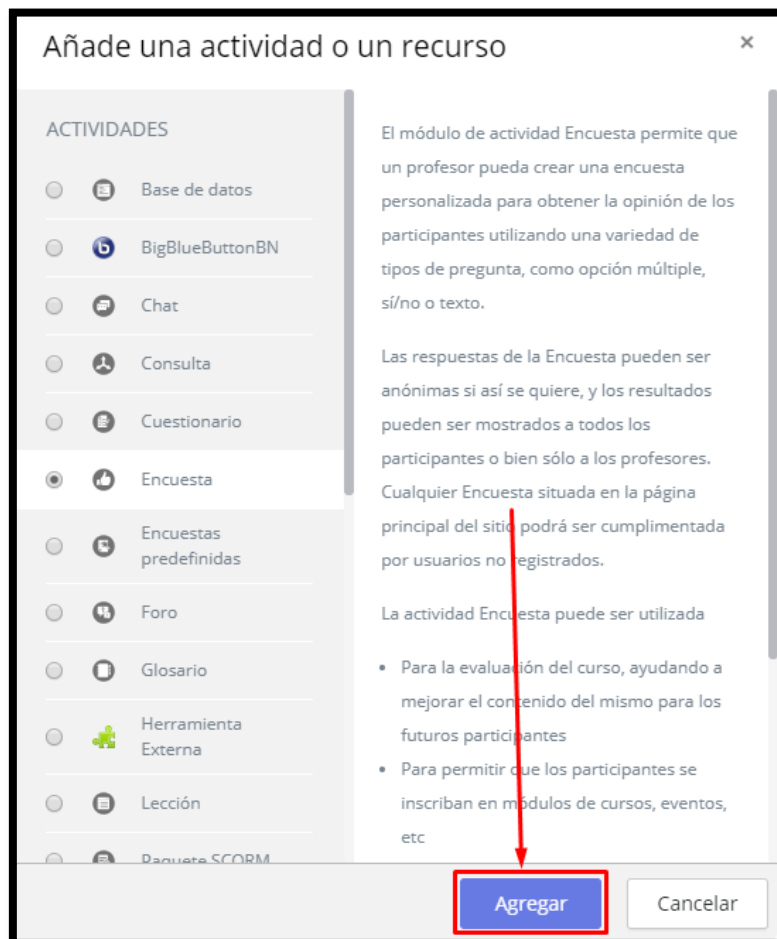 Añade una actividad o un recurso
×
ACTIVIDADES
Base de datos
BigBlueButtonBN
Chat
Consulta
Cuestionario
Encuesta
Encuestas
predefinidas
Foro
Glosario
Herramienta
Externa
Lección
Paquete SCORM
El módulo de actividad Encuesta permite que
un profesor pueda crear una encuesta
personalizada para obtener la opinión de los
participantes utilizando una variedad de
tipos de pregunta, como opción múltiple,
sí/no o texto.
Las respuestas de la Encuesta pueden ser
anónimas si así se quiere, y los resultados
pueden ser mostrados a todos los
participantes o bien sólo a los profesores.
Cualquier Encuesta situada en la página
principal del sitio podrá ser cumplimentada
por usuarios no registrados.
La actividad Encuesta puede ser utilizada
• Para la evaluación del curso, ayudando a
mejorar el contenido del mismo para los
futuros participantes
• Para permitir que los participantes se
inscriban en módulos de cursos, eventos,
etc
Agregar
Cancelar